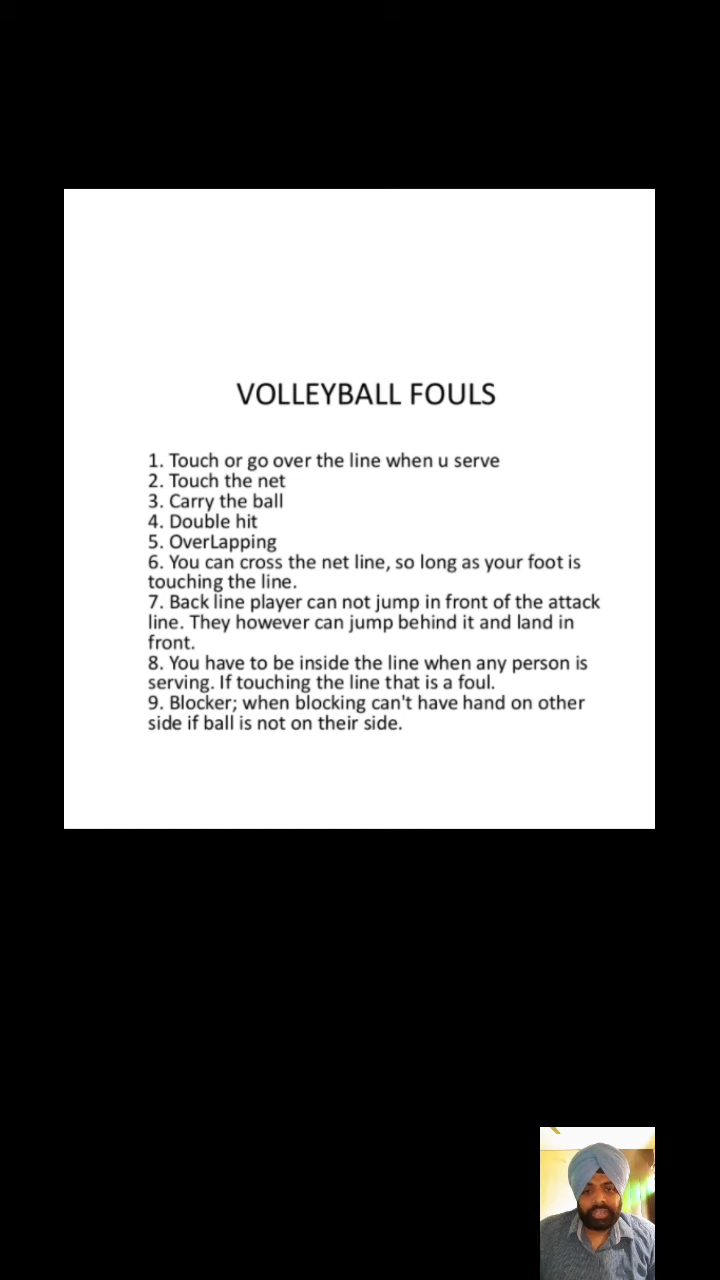 VOLLEYBALL FOULS
1. Touch or go over the line when u serve
2. Touch the net
3. Carry the ball
4. Double hit
5. OverLapping
6. You can cross the net line, so long as your foot is
touching the line.
7. Back line player can not jump in front of the attack
line. They however can jump behind it and land in
front.
8. You have to be inside the line when any person is
serving. If touching the line that is a foul.
9. Blocker; when blocking can't have hand on other
side if ball is not on their side.